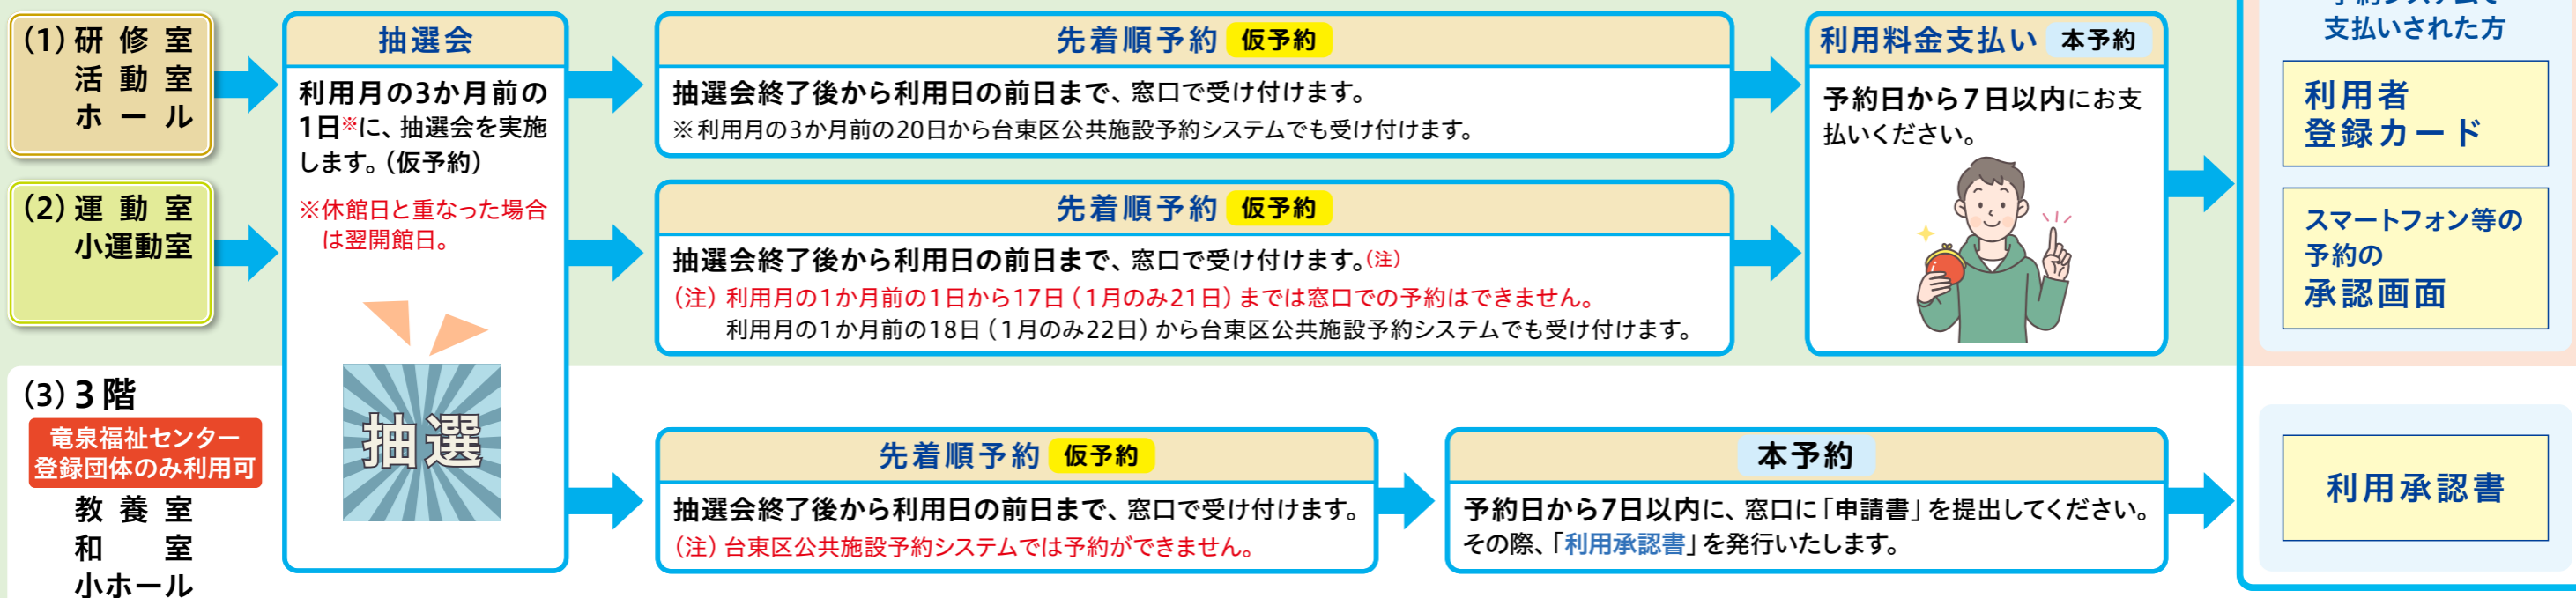 (1)研修室
活動室
ホール
抽選会
利用月の3か月前の
1日※に、抽選会を実施
します。(仮予約)
※休館日と重なった場合
は翌開館日。
抽選
先着順予約 仮予約
抽選会終了後から利用日の前日まで、窓口で受け付けます。
※利用月の3か月前の20日から台東区公共施設予約システムでも受け付けます。
利用料金支払い 本予約
予約日から7日以内にお支
払いください。
(2)運動室
小運動室
先着順予約 仮予約
抽選会終了後から利用日の前日まで、窓口で受け付けます。(注)
(注)利用月の1か月前の1日から17日(1月のみ21日)までは窓口での予約はできません。
利用月の1か月前の18日(1月のみ22日)から台東区公共施設予約システムでも受け付けます。
(3)3階
竜泉福祉センター
登録団体のみ利用可
教養室
和室
小ホール
先着順予約 仮予約
抽選会終了後から利用日の前日まで、窓口で受け付けます。
(注)台東区公共施設予約システムでは予約ができません。
本予約
予約日から7日以内に、窓口に「申請書」を提出してください。
その際、「利用承認書」を発行いたします。
予約システムで
支払いされた方
利用者
登録カード
スマートフォン等の
予約の
承認画面
利用承認書